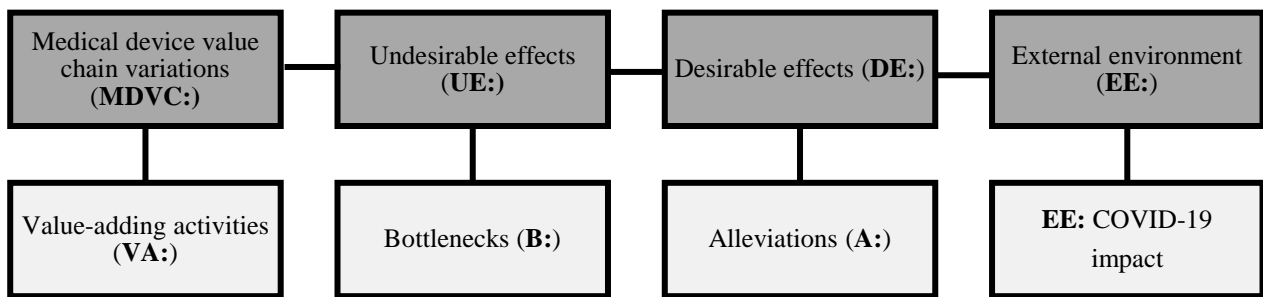 Medical device value
chain variations
(MDVC:)
Undesirable effects
(UE:)
Desirable effects (DE:)
External environment
(EE:)
Value-adding activities
(VA:)
Bottlenecks (B:)
Alleviations (A:)
EE: COVID-19
impact